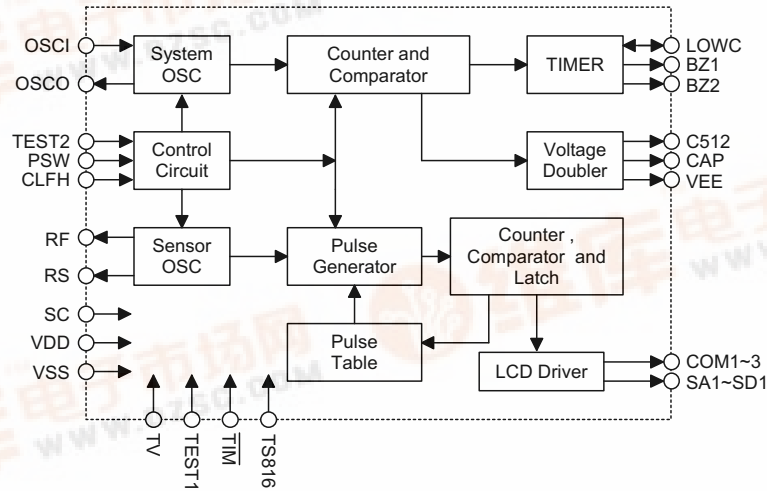 OSCI
OSCO
TEST2
PSW
CLFH
RF
RS
SC
VDD
VSS
System
OSC
Counter and
Comparator
TIMER
LOWC
BZ1
BZ2
Control
Circuit
Voltage
Doubler
C512
CAP
VEE
Sensor
OSC
Pulse
Generator
Counter ,
Comparator and
Latch
Pulse
Table
LCD Driver
COM1~3
SA1~SD1
TV
TEST1
TIM
TS816